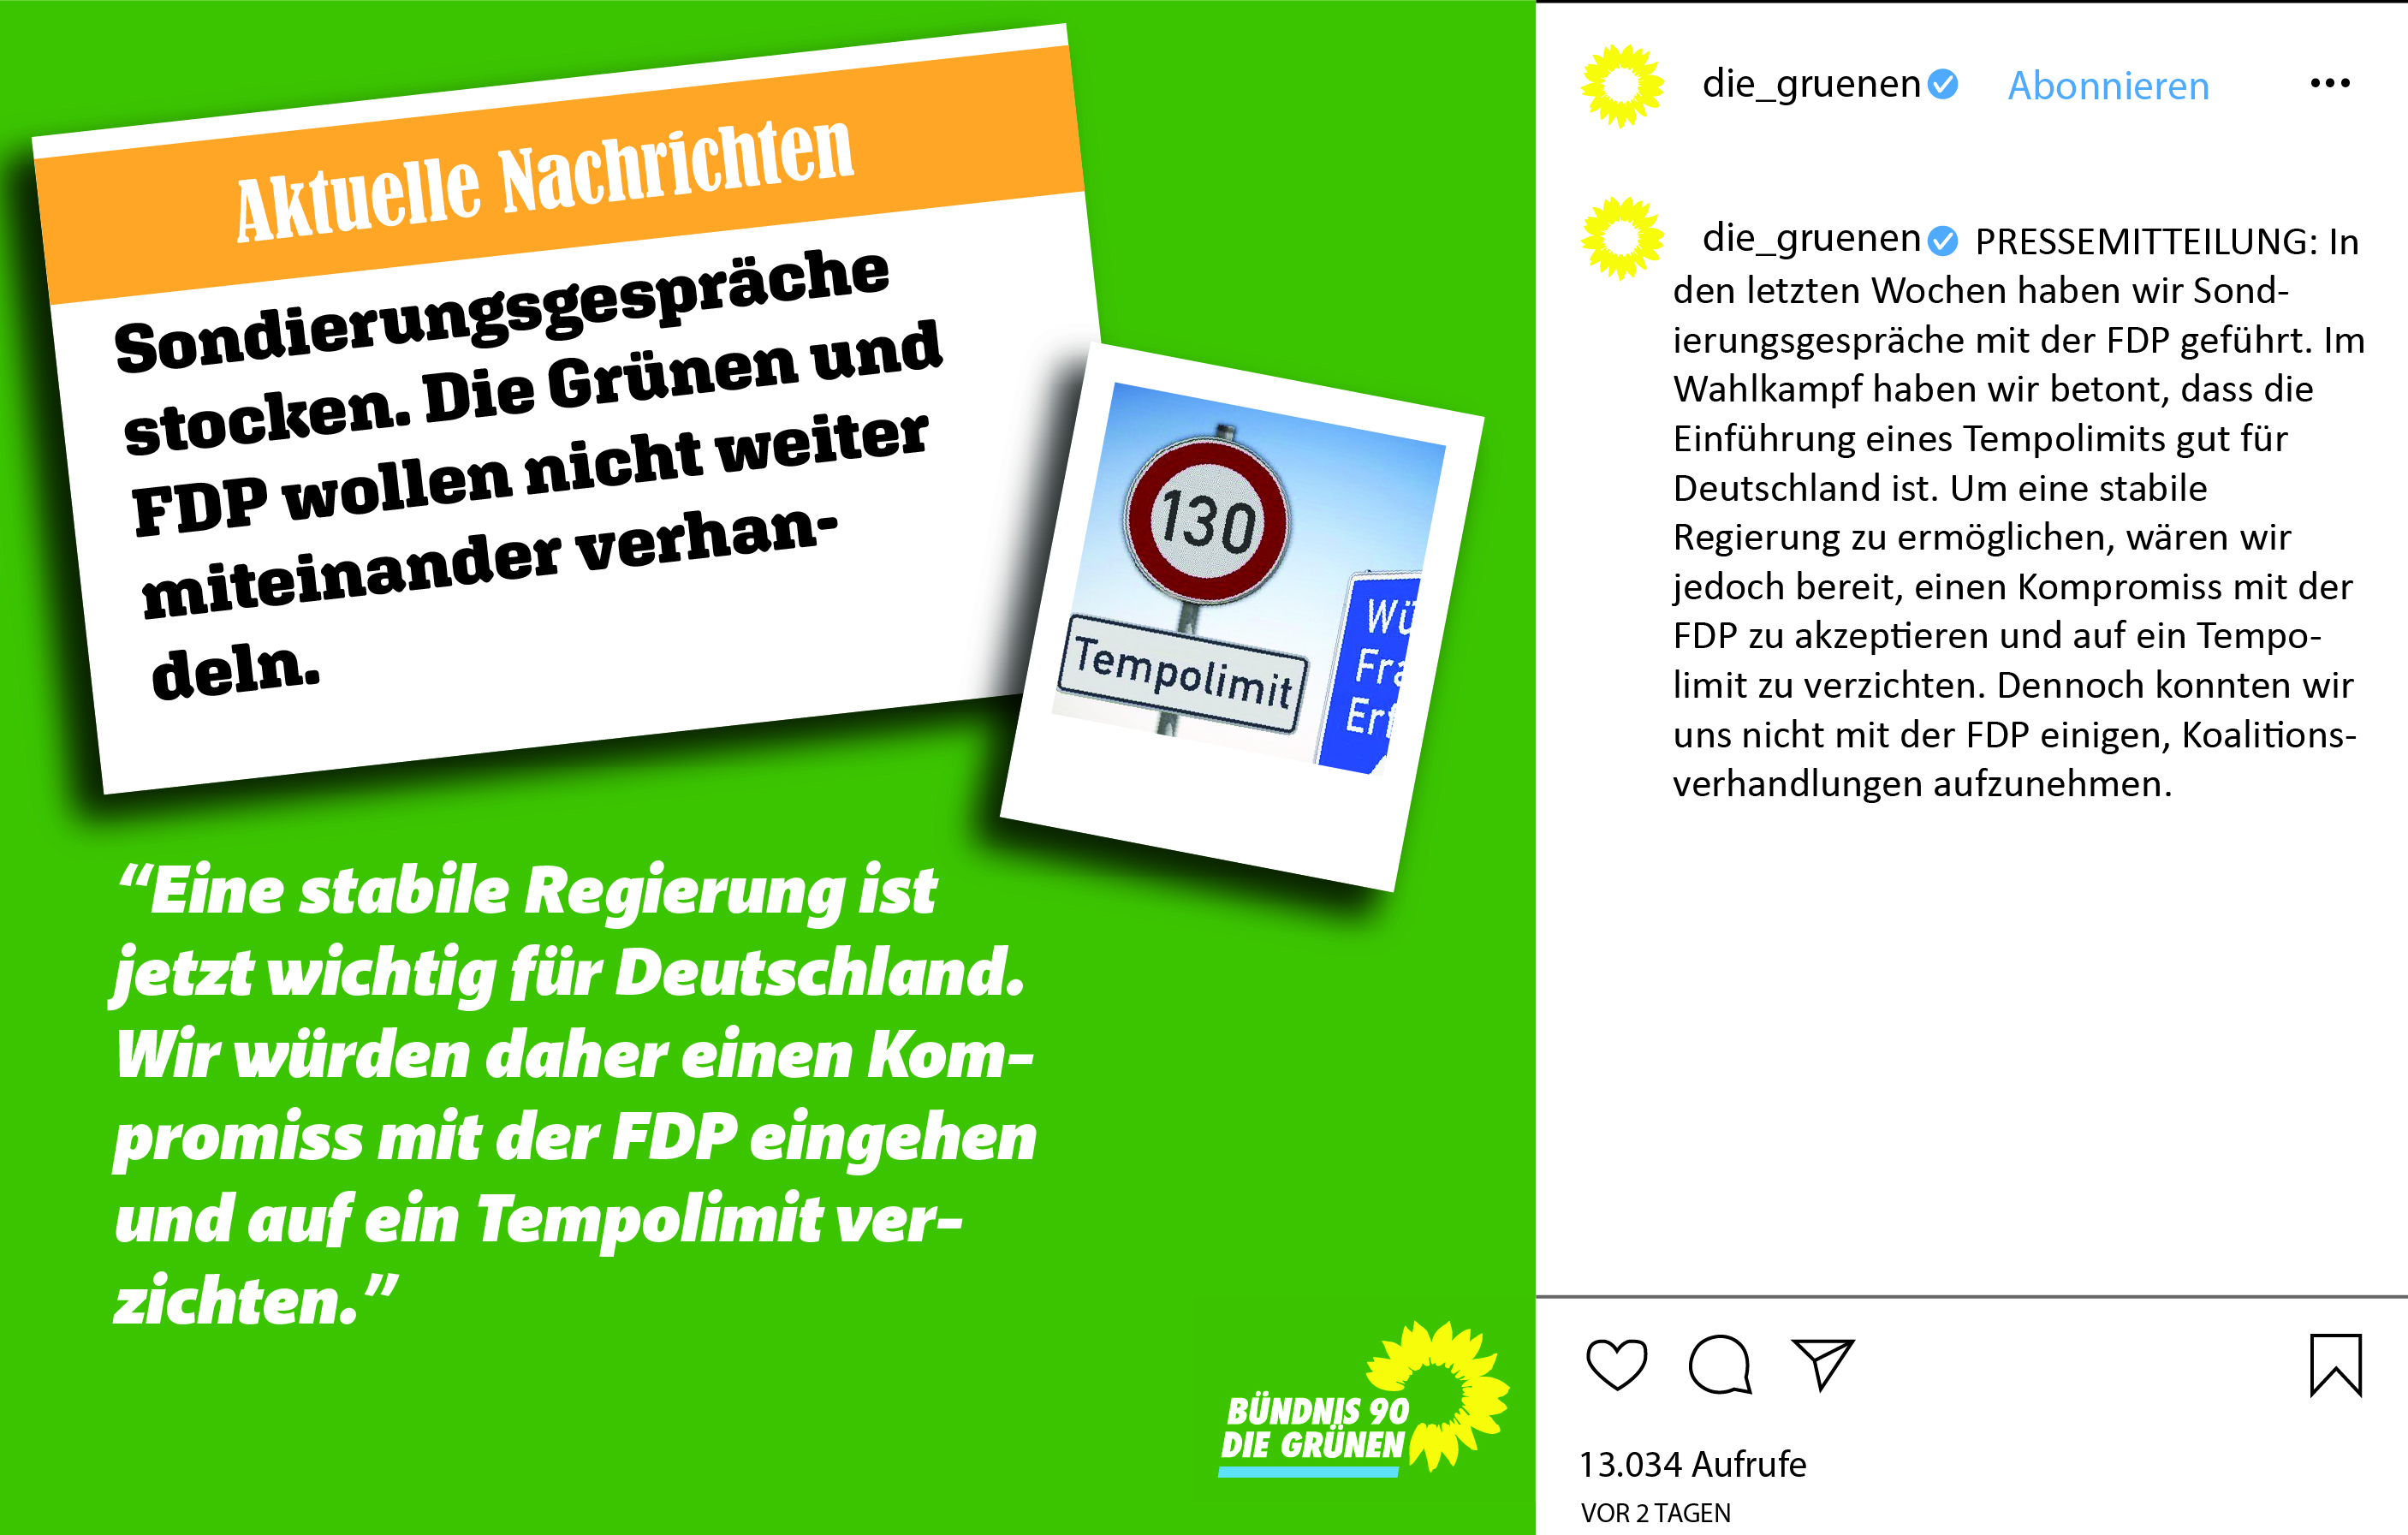 Aktuelle Nachrichten
Sondierungsgespräche
stocken. Die Grünen und
FDP wollen nicht weiter
miteinander verhan-
deln.
130
Tempolimit
Wü
Fra
Erf
“Eine stabile Regierung ist
jetzt wichtig für Deutschland.
Wir würden daher einen Kom-
promiss mit der FDP eingehen
und auf ein Tempolimit ver-
zichten.”
BÜNDNIS 90
DIE GRÜNEN
die_gruenen Abonnieren
die_gruenen PRESSEMITTEILUNG: In
den letzten Wochen haben wir Sond-
ierungsgespräche mit der FDP geführt. Im
Wahlkampf haben wir betont, dass die
Einführung eines Tempolimits gut für
Deutschland ist. Um eine stabile
Regierung zu ermöglichen, wären wir
jedoch bereit, einen Kompromiss mit der
FDP zu akzeptieren und auf ein Tempo-
limit zu verzichten. Dennoch konnten wir
uns nicht mit der FDP einigen, Koalitions-
verhandlungen aufzunehmen.
13.034 Aufrufe
VOR 2 TAGEN